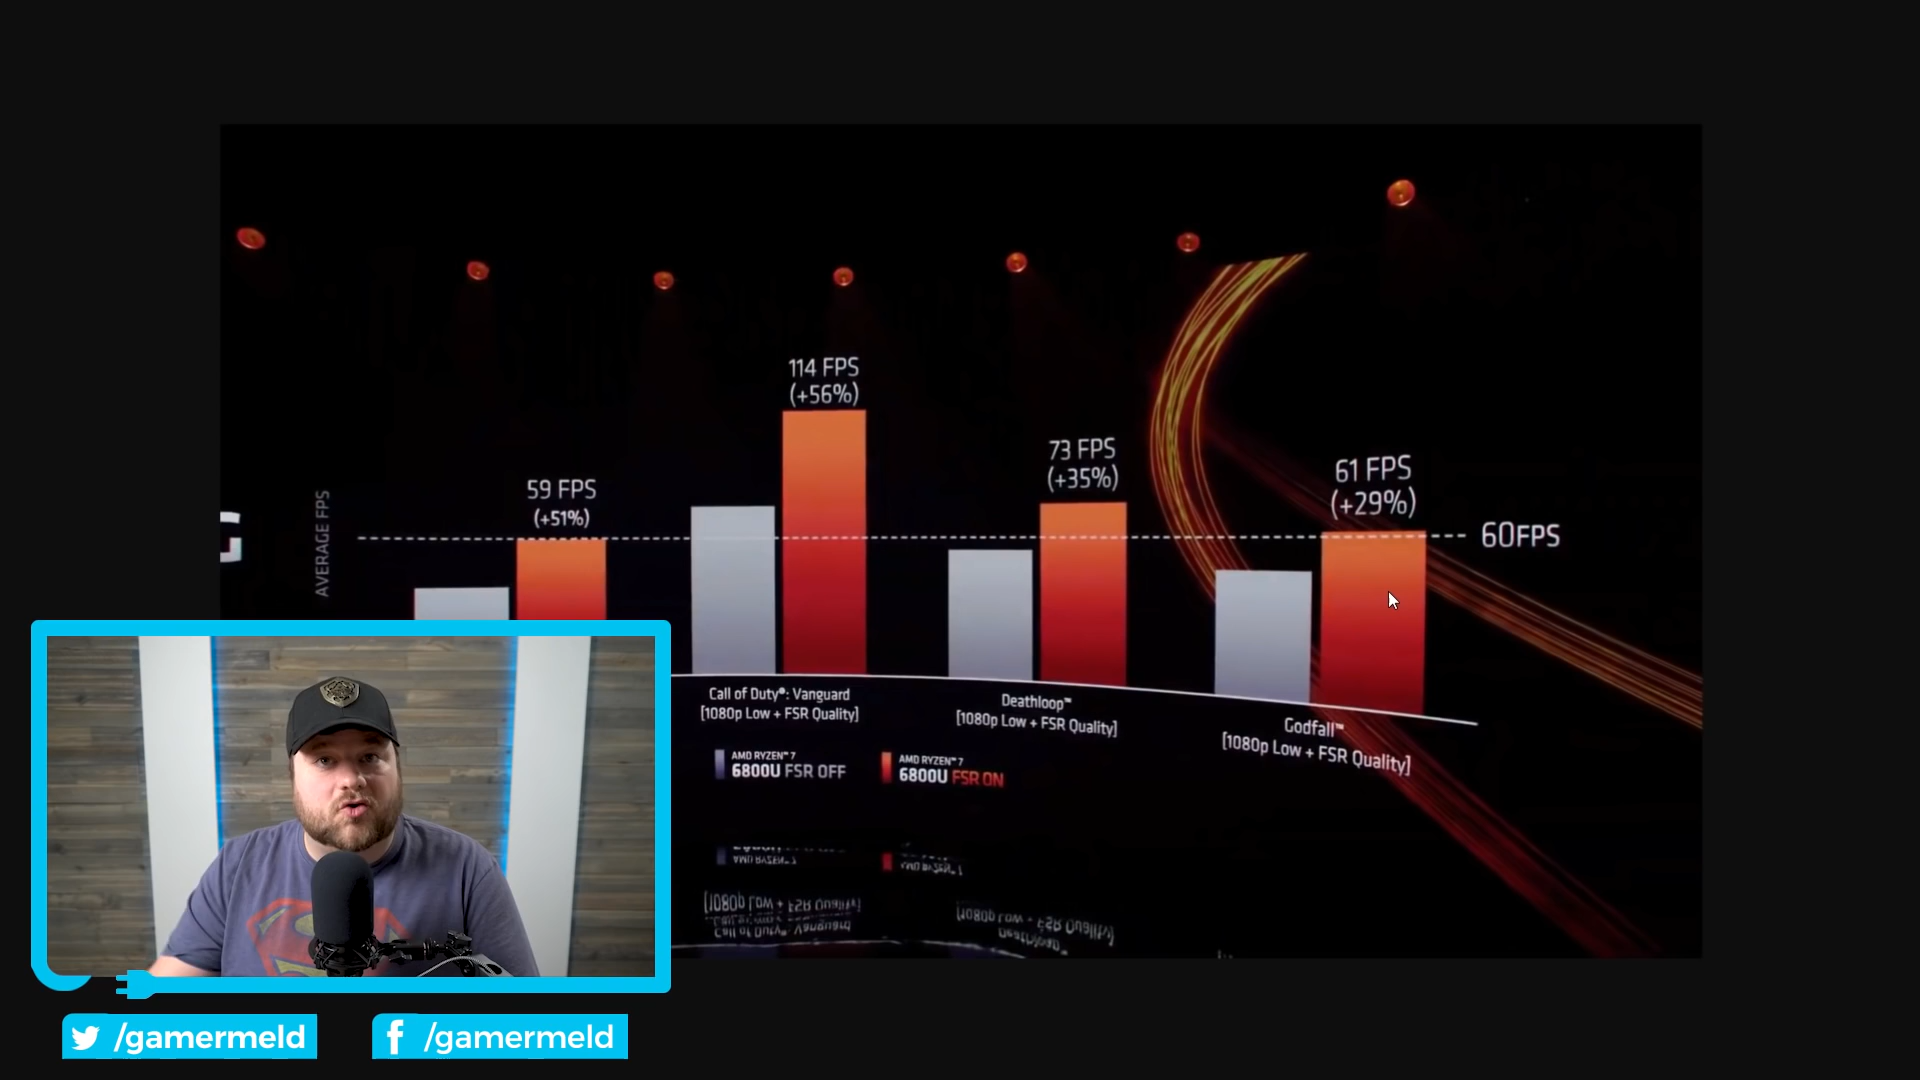 114 FPS
(+56%)
73 FPS
(+35%)
61 FPS
(+29%)
59 FPS
(+51%)
60FPS
AVERAGE FPS
Call of Duty®: Vanguard
[1080p Low + FSR Quality]
Deathloop™
[1080p Low + FSR Quality]
Godfall™
[1080p Low + FSR Quality]
AMD RYZEN™ 7
6800U FSR OFF
AMD RYZEN™ 7
6800U FSR ON
/gamermeld
/gamermeld